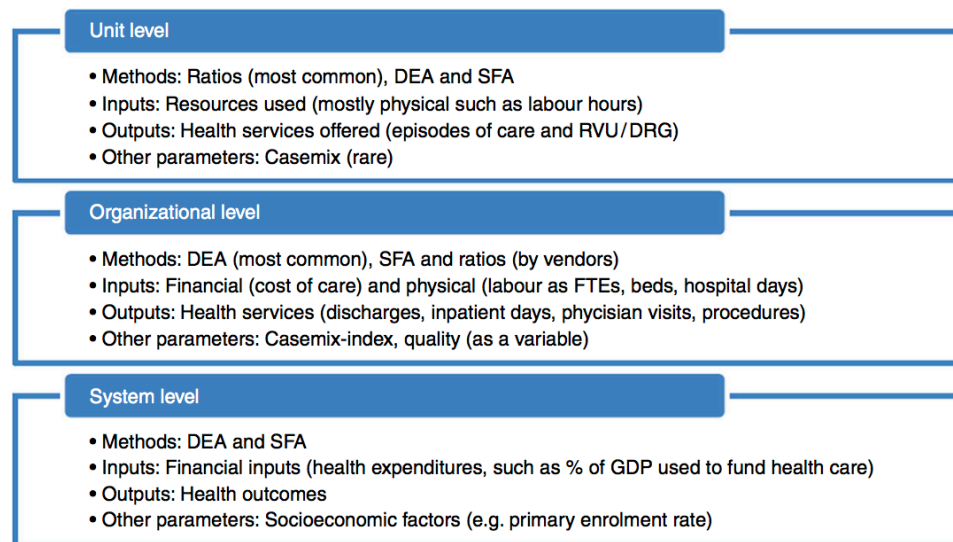 Unit level
• Methods: Ratios (most common), DEA and SFA
• Inputs: Resources used (mostly physical such as labour hours)
• Outputs: Health services offered (episodes of care and RVU/DRG)
• Other parameters: Casemix (rare)
Organizational level
• Methods: DEA (most common), SFA and ratios (by vendors)
• Inputs: Financial (cost of care) and physical (labour as FTEs, beds, hospital days)
• Outputs: Health services (discharges, inpatient days, phycisian visits, procedures)
• Other parameters: Casemix-index, quality (as a variable)
System level
• Methods: DEA and SFA
• Inputs: Financial inputs (health expenditures, such as % of GDP used to fund health care)
• Outputs: Health outcomes
• Other parameters: Socioeconomic factors (e.g. primary enrolment rate)